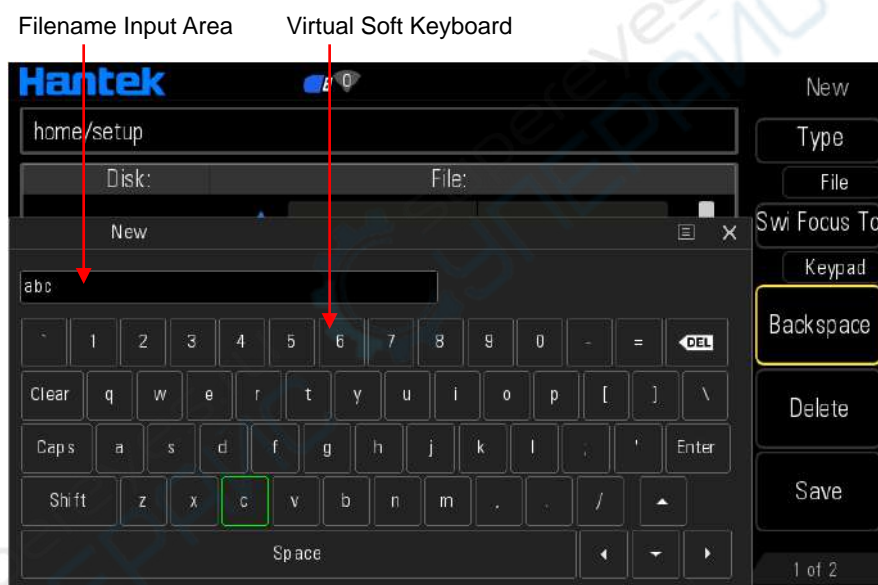 Filename Input Area Virtual Soft Keyboard
Hantek
New
home/setup
Type
File
Disk: File:
Swi Focus To
Keypad
New
abc
Backspace
` 1 2 3 4 5 6 7 8 9 0 - = DEL
Clear q w e r t y u i o p [ ] \
Delete
Caps a s d f g h j k l ; ' Enter
Shift z x c v b n m , . /
Save
Space
1 of 2
supereyes
СУПЕРАЙС